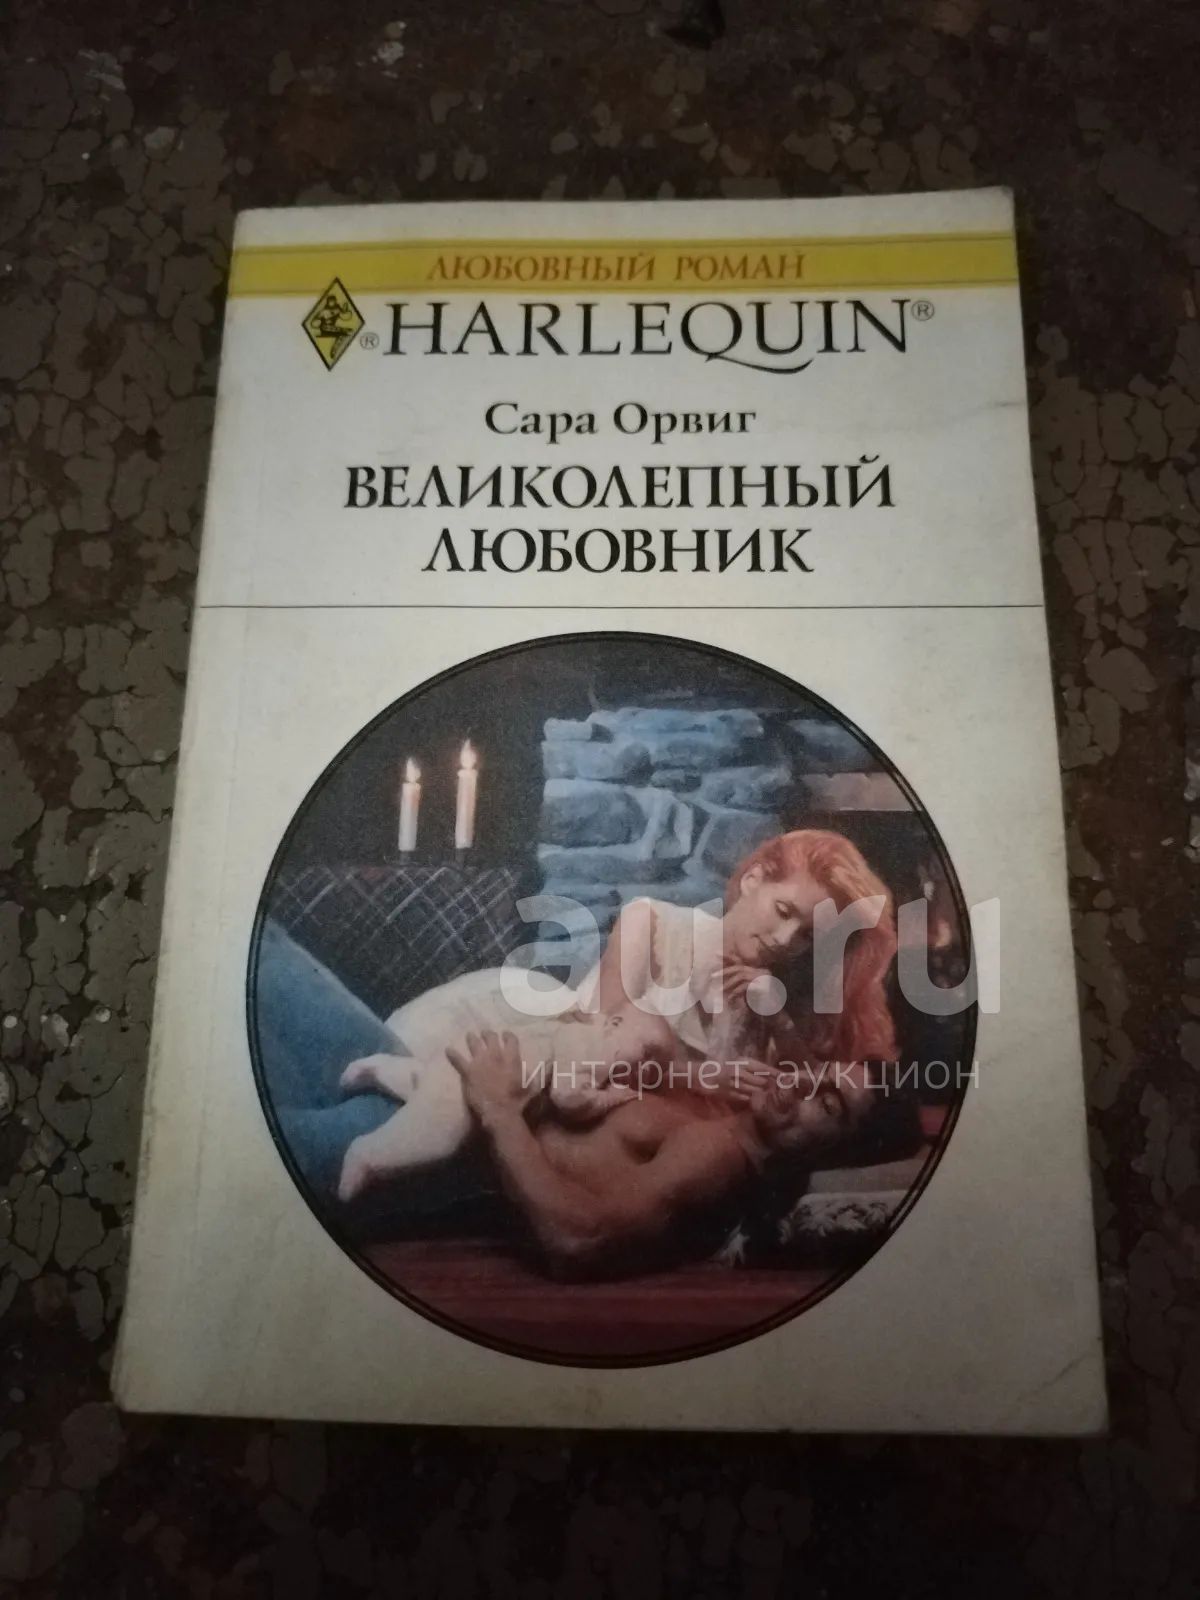 ЛЮБОВНЫЙ РОМАН
® HARLEQUIN®
Сара Орвиг
ВЕЛИКОЛЕПНЫЙ
ЛЮБОВНИК
au.ru
интернет-аукцион